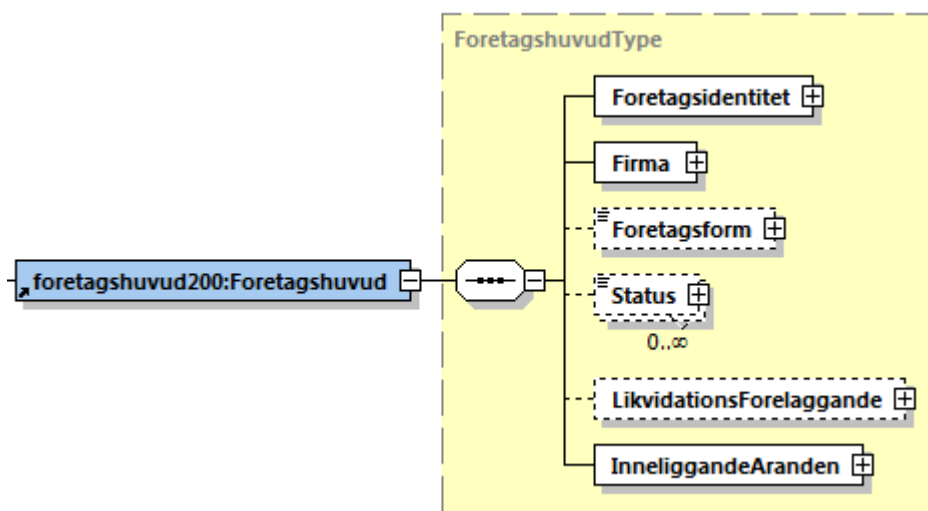 ForetagshuvudType
Foretagsidentitet
Firma
Foretagsform
foretagshuvud200:Foretagshuvud
Status
0..∞
LikvidationsForelaggande
InneliggandeAranden